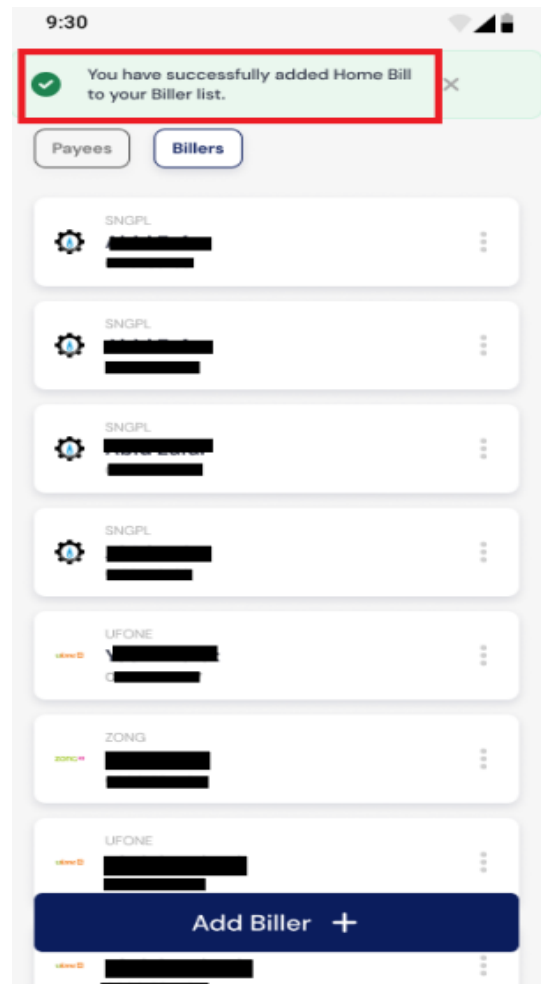 9:30
You have successfully added Home Bill
to your Biller list.
Payees
Billers
SNGPL
SNGPL
SNGPL
SNGPL
UFONE
ZONG
ZONG
UFONE
Add Biller +